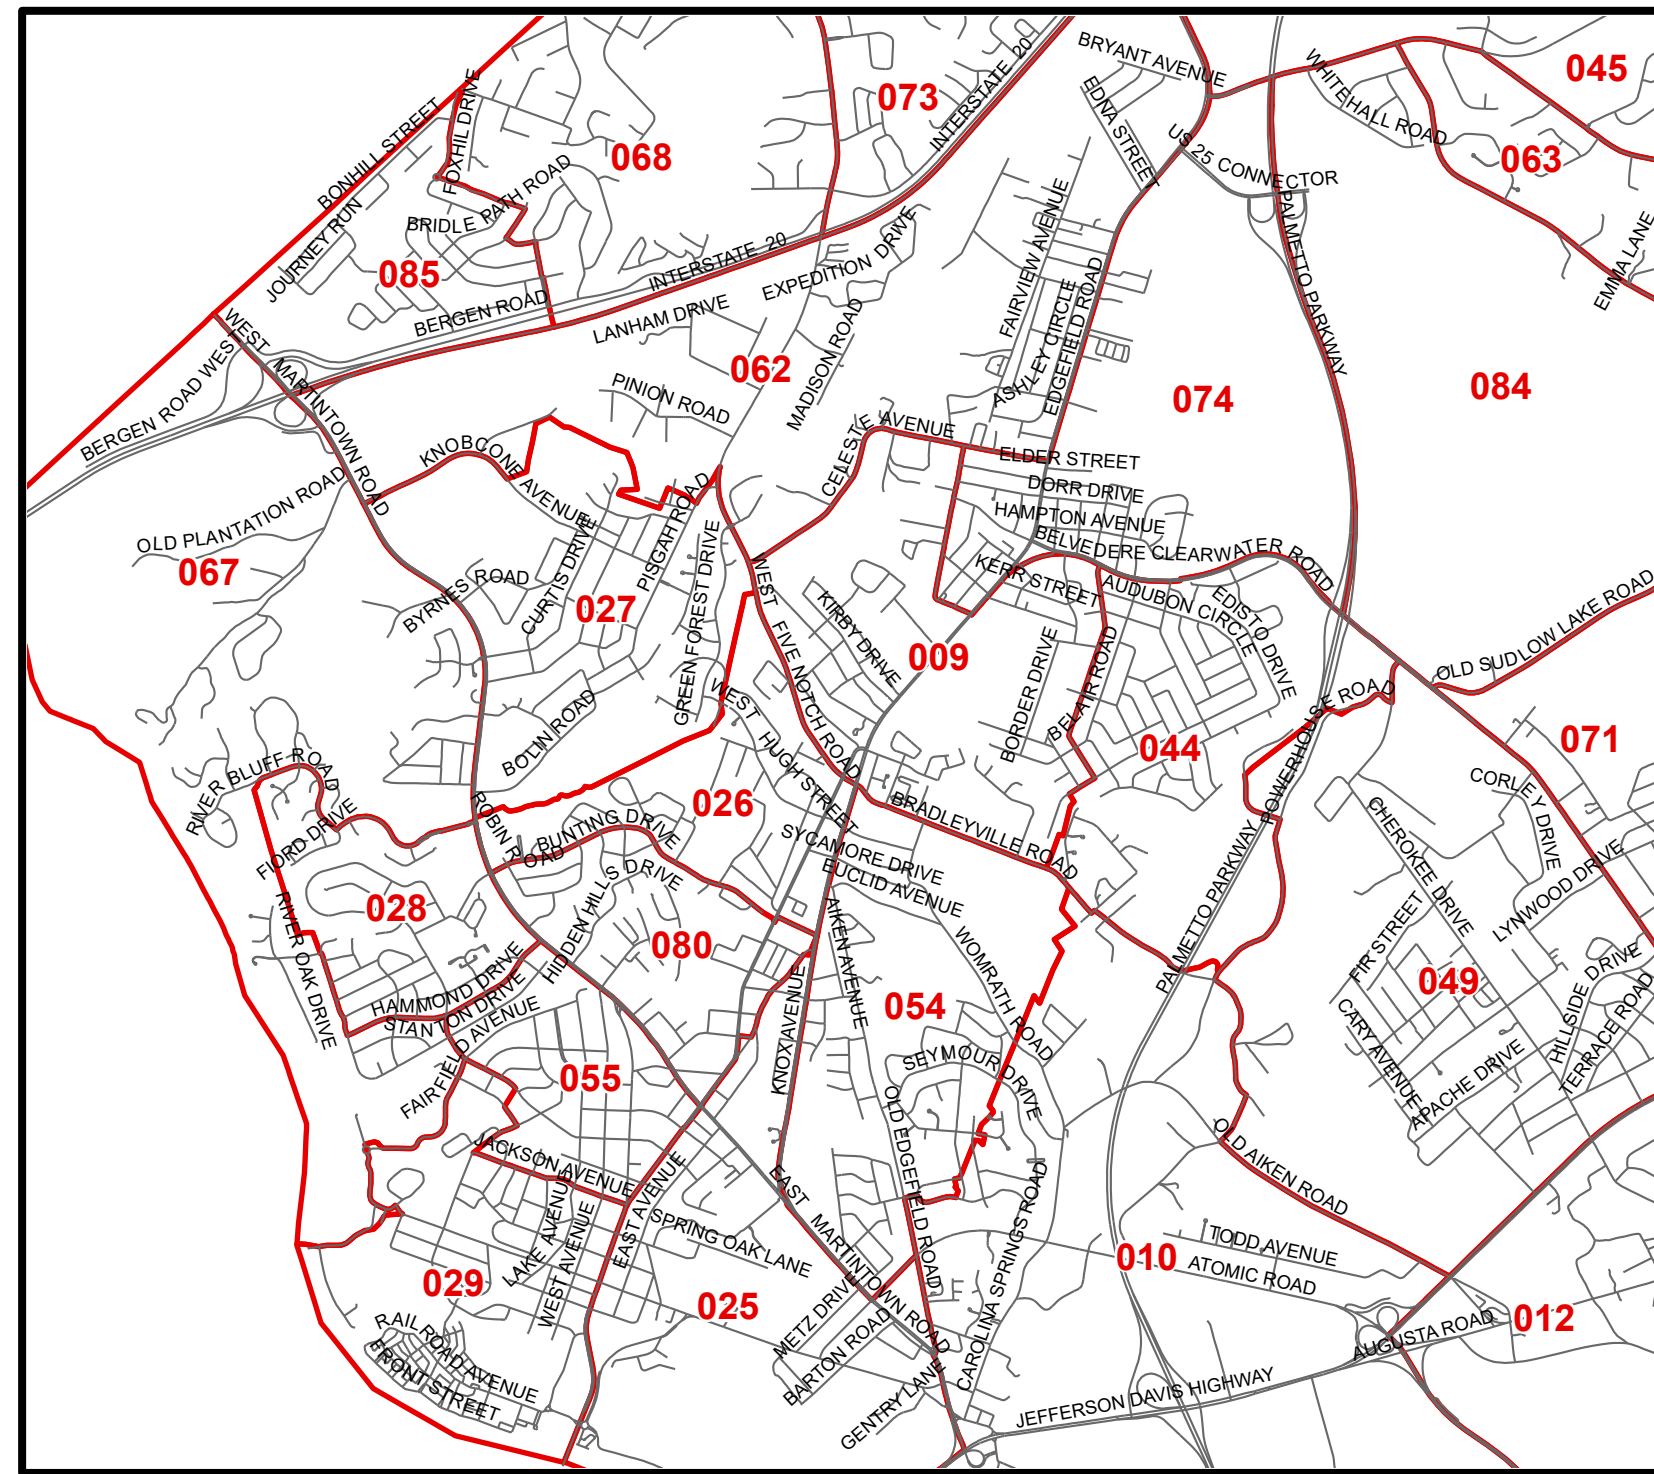 BRYANT AVENUE
045
WHITEHALL ROAD
073
INTERSTATE 20
EDNA STREET
FOXHILL DRIVE
BONHILL STREET
068
063
US 25 CONNECTOR
BRIDLE PATH ROAD
JOURNEY RUN
085
INTERSTATE 20
EXPEDITION DRIVE
FAIRVIEW AVENUE
PALMETTO PARKWAY
EMMA LANE
BERGEN ROAD
LANHAM DRIVE
WEST MARTINTOWN ROAD
BERGEN ROAD WEST
062
MADISON ROAD
ASHLEY CIRCLE
EDGEFIELD ROAD
074
084
PINION ROAD
KNOBCONE AVENUE
CELESTE AVENUE
ELDER STREET
DORR DRIVE
HAMPTON AVENUE
BELVEDERE CLEARWATER ROAD
OLD PLANTATION ROAD
067
PISGAH ROAD
CURTIS DRIVE
GREEN FOREST DRIVE
BYRNES ROAD
027
WEST FIVE NOTCH ROAD
KIRBY DRIVE
KERR STREET
AUDUBON CIRCLE
EDISTO DRIVE
009
BORDER DRIVE
BELAIR ROAD
OLD SUDLOW LAKE ROAD
044
POWERHOUSE ROAD
071
WEST HUGH STREET
BOLIN ROAD
RIVER BLUFF ROAD
FIORD DRIVE
026
BUNTING DRIVE
ROBIN ROAD
BRADLEYVILLE ROAD
SYCAMORE DRIVE
EUCLID AVENUE
PALMETTO PARKWAY
CHEROKEE DRIVE
CORLEY DRIVE
LYNWOOD DRIVE
028
HIDDEN HILLS DRIVE
080
RIVER OAK DRIVE
AIKEN AVENUE
WOMRATH ROAD
FIR STREET
049
HILLSIDE DRIVE
TERRACE ROAD
CARY AVENUE
APACHE DRIVE
HAMMOND DRIVE
STANTON DRIVE
FAIRFIELD AVENUE
055
KNOX AVENUE
054
SEYMOUR DRIVE
OLD EDGEFIELD ROAD
OLD AIKEN ROAD
JACKSON AVENUE
LAKE AVENUE
WEST AVENUE
EAST AVENUE
SPRING OAK LANE
EAST MARTINTOWN ROAD
CAROLINA SPRINGS ROAD
TODD AVENUE
010
ATOMIC ROAD
029
025
METZ DRIVE
BARTON ROAD
GENTRY LANE
012
AUGUSTA ROAD
JEFFERSON DAVIS HIGHWAY
RAILROAD AVENUE
FRONT STREET